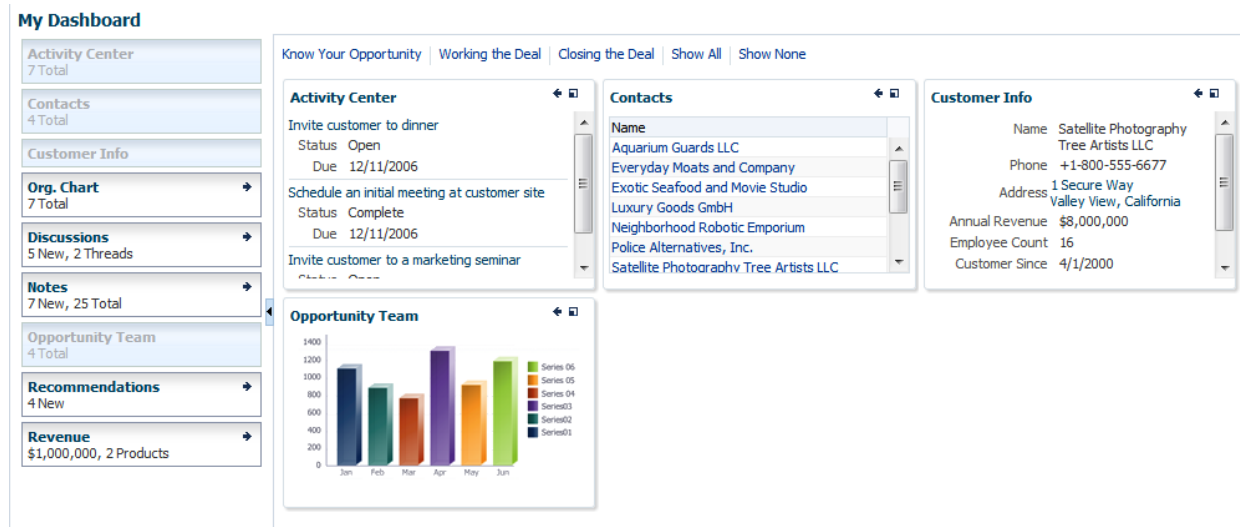 My Dashboard
Activity Center
7 Total
Contacts
4 Total
Customer Info
Org. Chart
7 Total
Discussions
5 New, 2 Threads
Notes
7 New, 25 Total
Opportunity Team
4 Total
Recommendations
4 New
Revenue
$1,000,000, 2 Products
Know Your Opportunity Working the Deal Closing the Deal Show All Show None
Activity Center
Invite customer to dinner
Status Open
Due 12/11/2006
Schedule an initial meeting at customer site
Status Complete
Due 12/11/2006
Invite customer to a marketing seminar
Status Open
Contacts
Name
Aquarium Guards LLC
Everyday Moats and Company
Exotic Seafood and Movie Studio
Luxury Goods GmbH
Neighborhood Robotic Emporium
Police Alternatives, Inc.
Satellite Photography Tree Artists LLC
Customer Info
Name Satellite Photography
Tree Artists LLC
Phone +1-800-555-6677
Address 1 Secure Way
Valley View, California
Annual Revenue $8,000,000
Employee Count 16
Customer Since 4/1/2000
Opportunity Team
1400
1200
1000
800
600
400
200
0
Jan Feb Mar Apr May Jun
Series 06
Series 05
Series 04
Series03
Series02
Series01